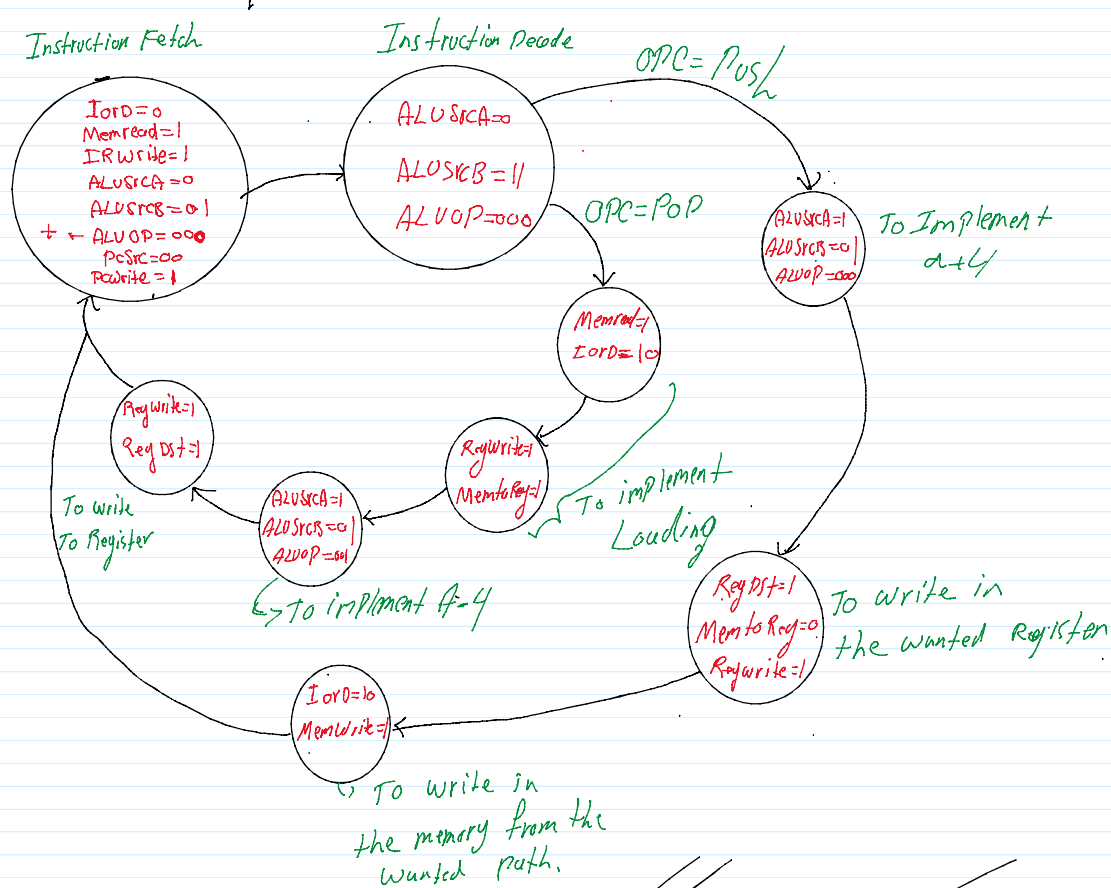 Instruction Fetch
IorD=0
Memread=1
IRWrite=1
ALUSrcA=0
ALUSrcB=01
+ ← ALUOP=000
PcSrc=00
Pcwrite=1
Instruction Decode
ALUSrcA=0
ALUSrcB=11
ALUOP=000
OPC=Push
OPC=POP
ALUSrcA=1
ALUSrcB=01
ALUOP=000
To Implement
a+4
Memread=1
IorD=10
To implement
Loading
RegWrite=1
MemtoReg=1
ALUSrcA=1
ALUSrcB=01
ALUOP=001
To implment A-4
RegWrite=1
Reg Dst=1
To write
To Register
RegDst=1
MemtoReg=0
Regwrite=1
To write in
the wanted Register
IorD=10
MemWrite=1
To write in
the memory from the
wanted path.